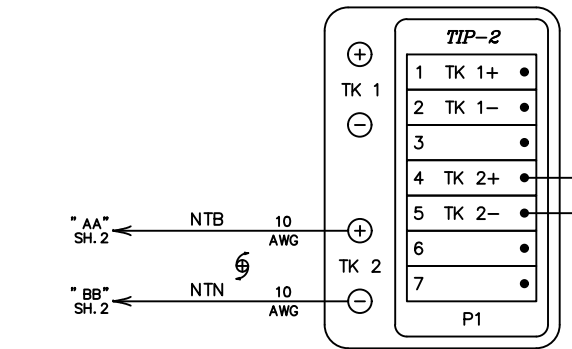 TIP-2
1 TK 1+
2 TK 1-
3
4 TK 2+
5 TK 2-
6
7
P1
+
TK 1
-
+
TK 2
-
"AA"
SH.2
NTB
10
AWG
"BB"
SH.2
NTN
10
AWG